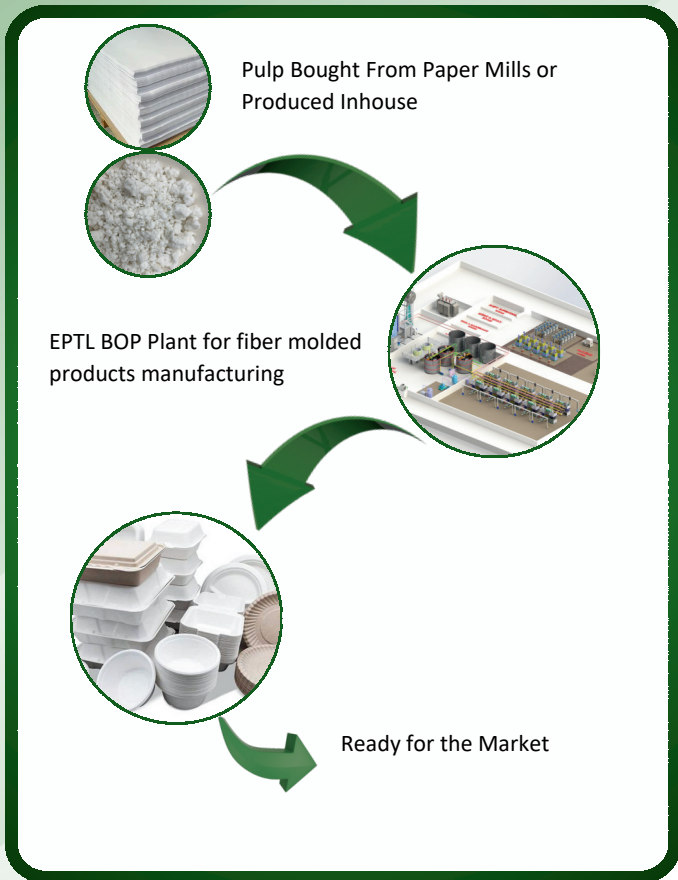 Pulp Bought From Paper Mills or
Produced Inhouse
EPTL BOP Plant for fiber molded
products manufacturing
Ready for the Market